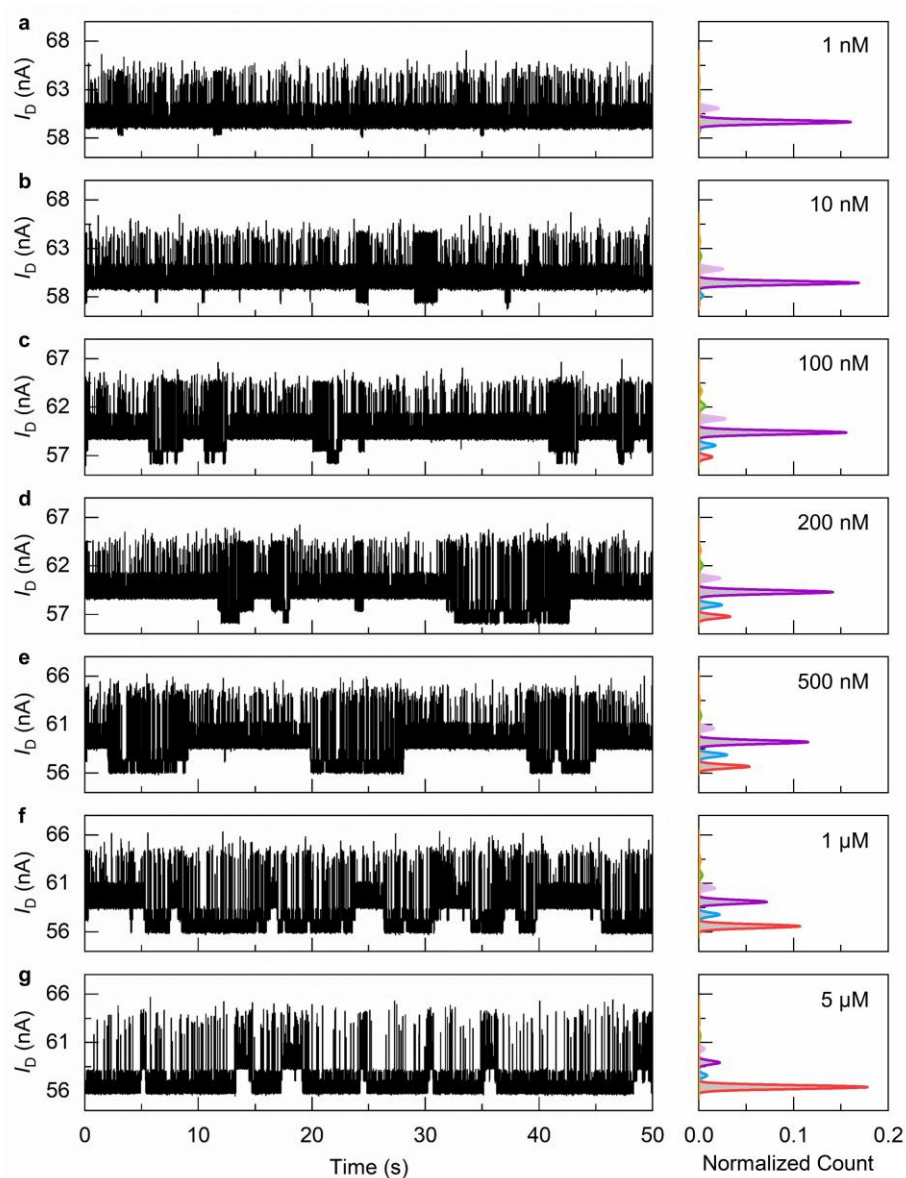 a
68
63
58
I_D (nA)
1 nM
b
68
63
58
I_D (nA)
10 nM
c
67
62
57
I_D (nA)
100 nM
d
67
62
57
I_D (nA)
200 nM
e
66
61
56
I_D (nA)
500 nM
f
66
61
56
I_D (nA)
1 µM
g
66
61
56
I_D (nA)
5 µM
0 10 20 30 40 50
0.0 0.1 0.2
Time (s)
Normalized Count